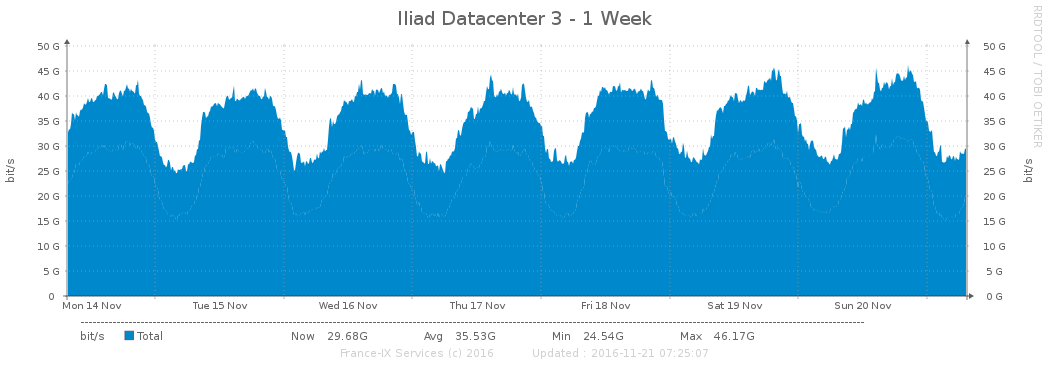 Iliad Datacenter 3 - 1 Week
RRDTOOL / TOBI OETIKER
50 G 50 G
45 G 45 G
40 G 40 G
35 G 35 G
30 G 30 G
25 G 25 G
20 G 20 G
15 G 15 G
10 G 10 G
5 G 5 G
0 0 G
bit/s
bit/s
Mon 14 Nov Tue 15 Nov Wed 16 Nov Thu 17 Nov Fri 18 Nov Sat 19 Nov Sun 20 Nov
bit/s Total Now 29.68G Avg 35.53G Min 24.54G Max 46.17G
France-IX Services (c) 2016 Updated : 2016-11-21 07:25:07